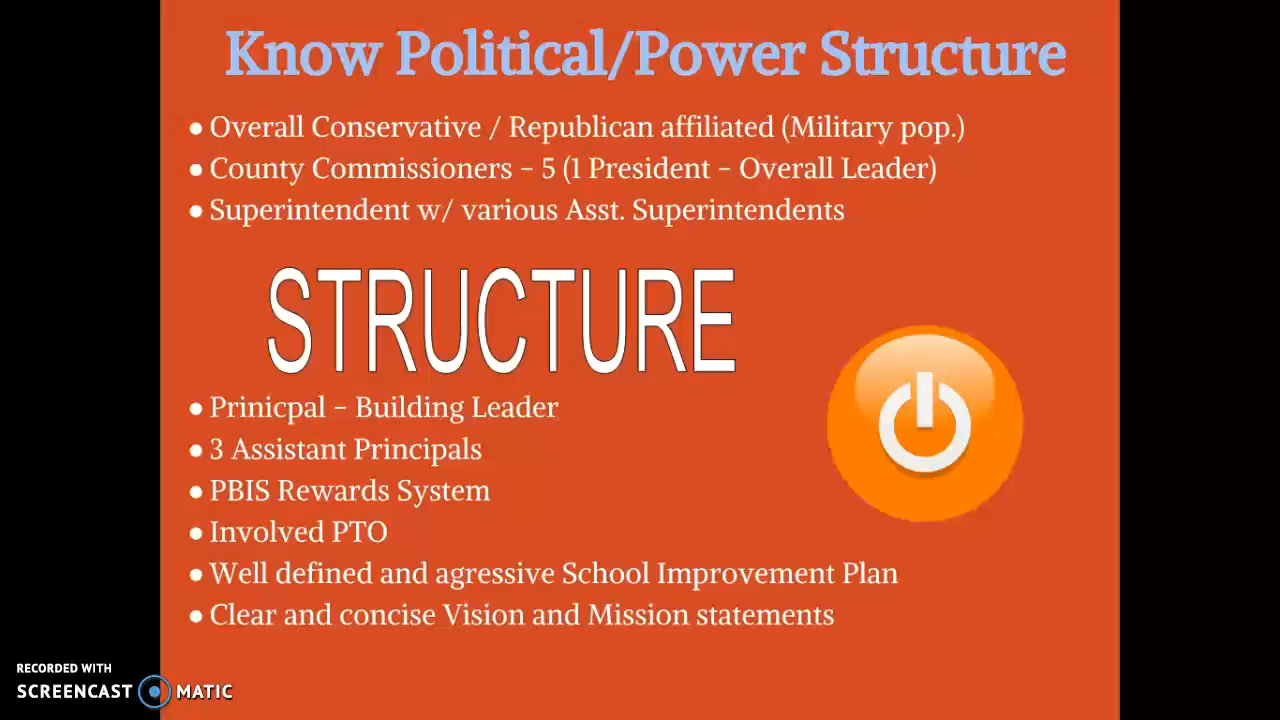 Know Political/Power Structure
● Overall Conservative / Republican affiliated (Military pop.)
● County Commissioners - 5 (1 President - Overall Leader)
● Superintendent w/ various Asst. Superintendents
STRUCTURE
● Prinicpal - Building Leader
● 3 Assistant Principals
● PBIS Rewards System
● Involved PTO
● Well defined and agressive School Improvement Plan
● Clear and concise Vision and Mission statements
RECORDED WITH
SCREENCAST MATIC